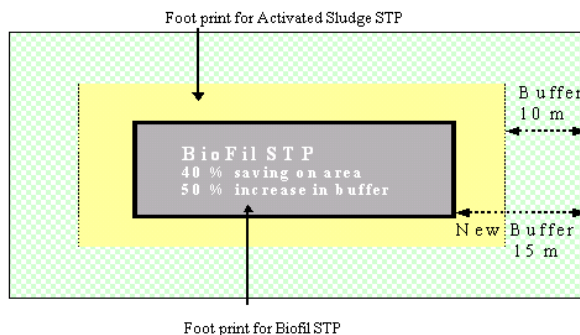 Foot print for Activated Sludge STP
Buffer
10 m
BioFil STP
40 % saving on area
50 % increase in buffer
New Buffer
15 m
Foot print for Biofil STP